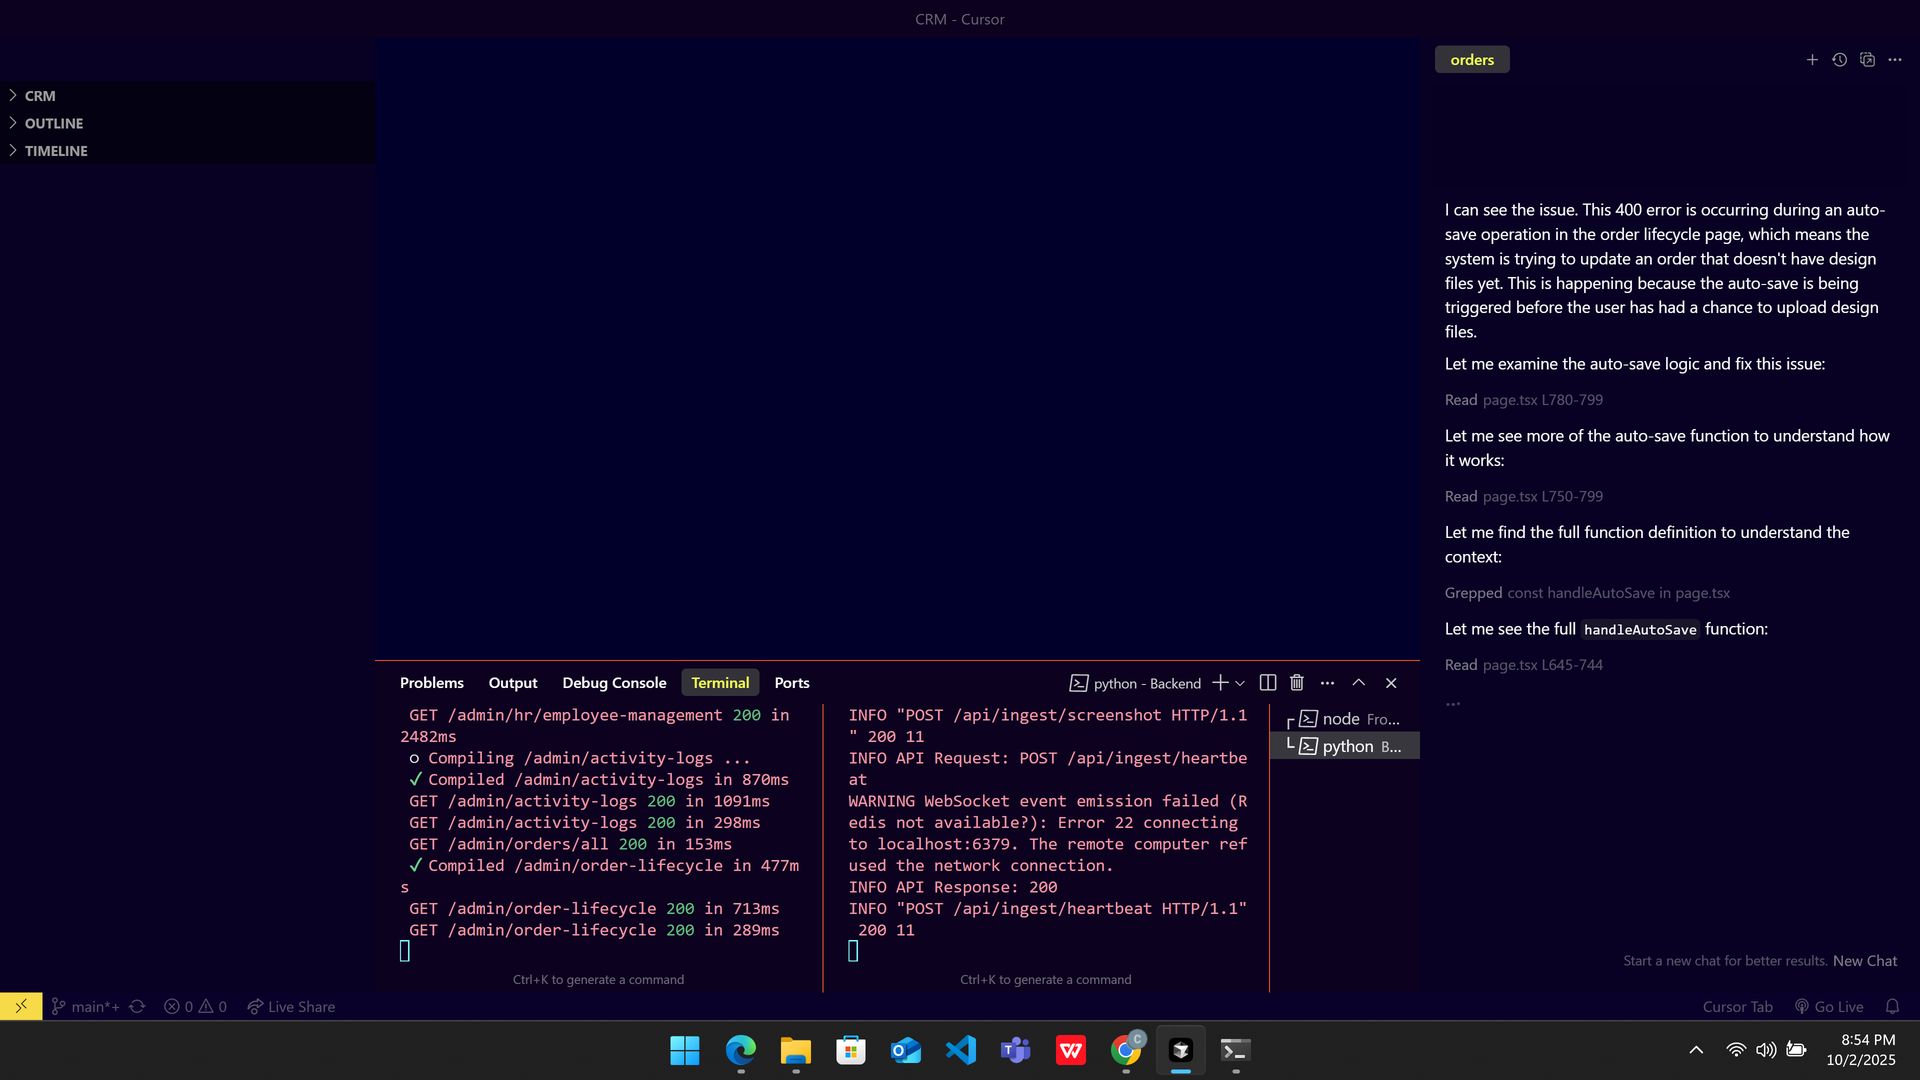 CRM - Cursor
CRM
OUTLINE
TIMELINE
orders
I can see the issue. This 400 error is occurring during an auto-
save operation in the order lifecycle page, which means the
system is trying to update an order that doesn't have design
files yet. This is happening because the auto-save is being
triggered before the user has had a chance to upload design
files.
Let me examine the auto-save logic and fix this issue:
Read page.tsx L780-799
Let me see more of the auto-save function to understand how
it works:
Read page.tsx L750-799
Let me find the full function definition to understand the
context:
Grepped const handleAutoSave in page.tsx
Let me see the full handleAutoSave function:
Read page.tsx L645-744
...
Start a new chat for better results. New Chat
Problems Output Debug Console Terminal Ports
python - Backend
GET /admin/hr/employee-management 200 in
2482ms
○ Compiling /admin/activity-logs ...
✓ Compiled /admin/activity-logs in 870ms
GET /admin/activity-logs 200 in 1091ms
GET /admin/activity-logs 200 in 298ms
GET /admin/orders/all 200 in 153ms
✓ Compiled /admin/order-lifecycle in 477m
s
GET /admin/order-lifecycle 200 in 713ms
GET /admin/order-lifecycle 200 in 289ms
Ctrl+K to generate a command
INFO "POST /api/ingest/screenshot HTTP/1.1
" 200 11
INFO API Request: POST /api/ingest/heartbe
at
WARNING WebSocket event emission failed (R
edis not available?): Error 22 connecting
to localhost:6379. The remote computer ref
used the network connection.
INFO API Response: 200
INFO "POST /api/ingest/heartbeat HTTP/1.1"
200 11
Ctrl+K to generate a command
node Fro...
python B...
main*+ 0 0 Live Share
Cursor Tab Go Live
8:54 PM
10/2/2025